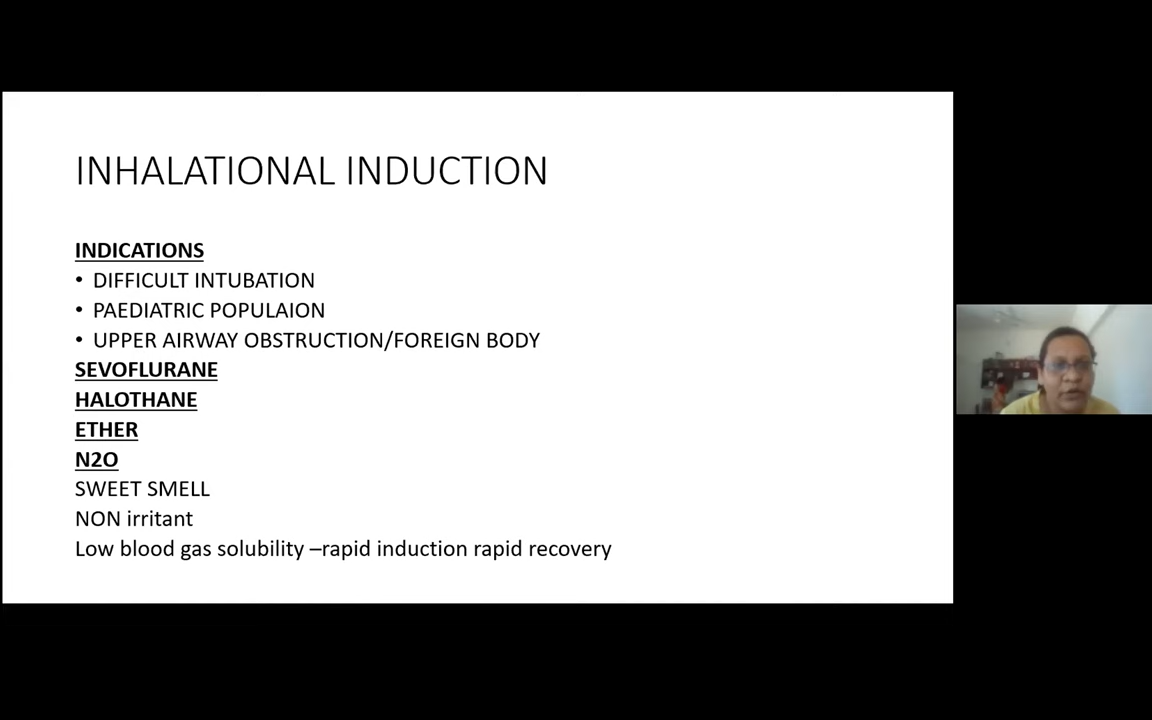 INHALATIONAL INDUCTION
INDICATIONS
• DIFFICULT INTUBATION
• PAEDIATRIC POPULAION
• UPPER AIRWAY OBSTRUCTION/FOREIGN BODY
SEVOFLURANE
HALOTHANE
ETHER
N2O
SWEET SMELL
NON irritant
Low blood gas solubility –rapid induction rapid recovery